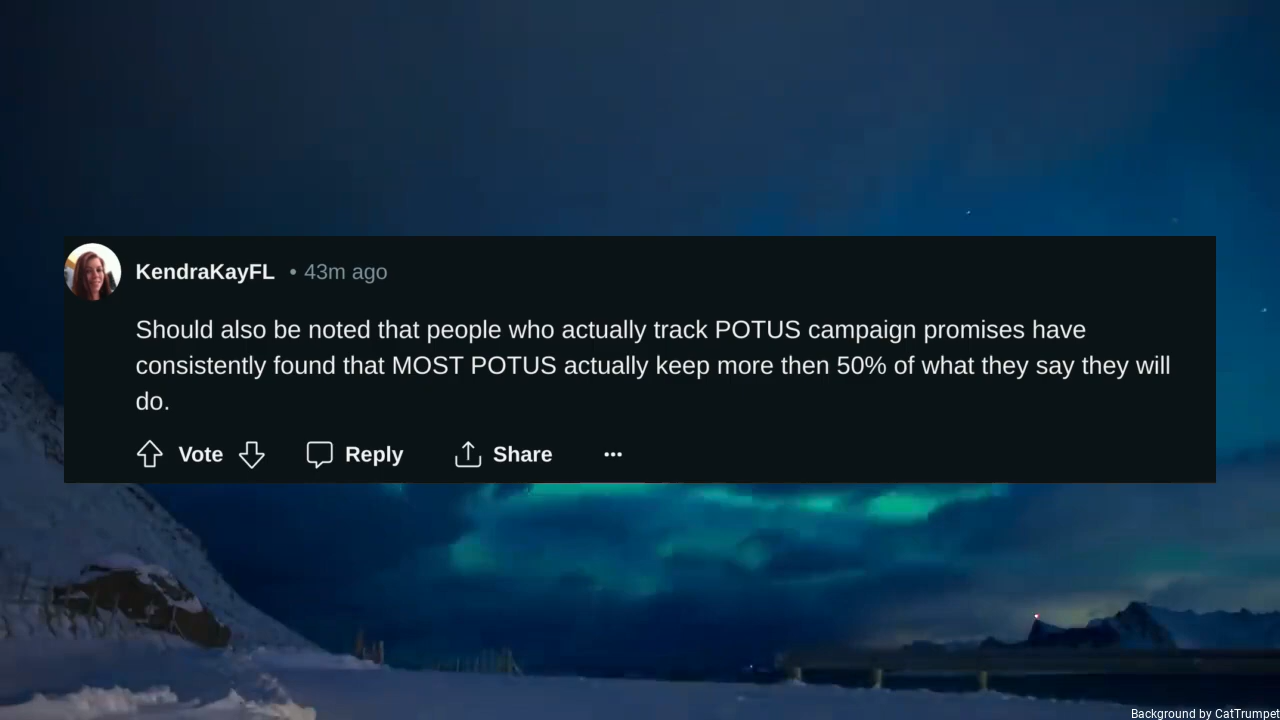 KendraKayFL • 43m ago
Should also be noted that people who actually track POTUS campaign promises have
consistently found that MOST POTUS actually keep more then 50% of what they say they will
do.
Vote Reply Share ···
Background by CatTrumpet